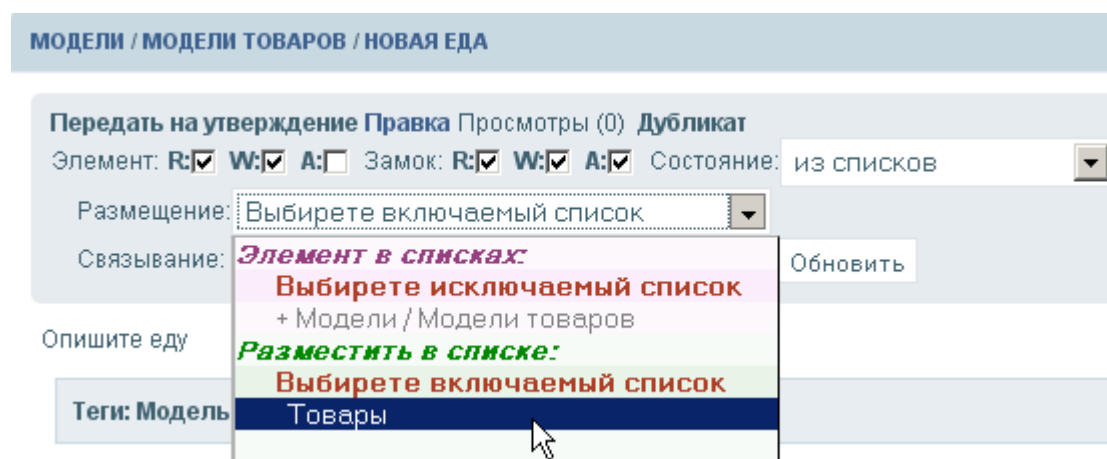 МОДЕЛИ / МОДЕЛИ ТОВАРОВ / НОВАЯ ЕДА
Передать на утверждение Правка Просмотры (0) Дубликат
Элемент: R: W: A: Замок: R: W: A: Состояние: из списков
Размещение: Выбирете включаемый список
Связывание: Обновить
Элемент в списках:
Выбирете исключаемый список
+ Модели / Модели товаров
Опишите еду
Разместить в списке:
Выбирете включаемый список
Теги: Модель
Товары